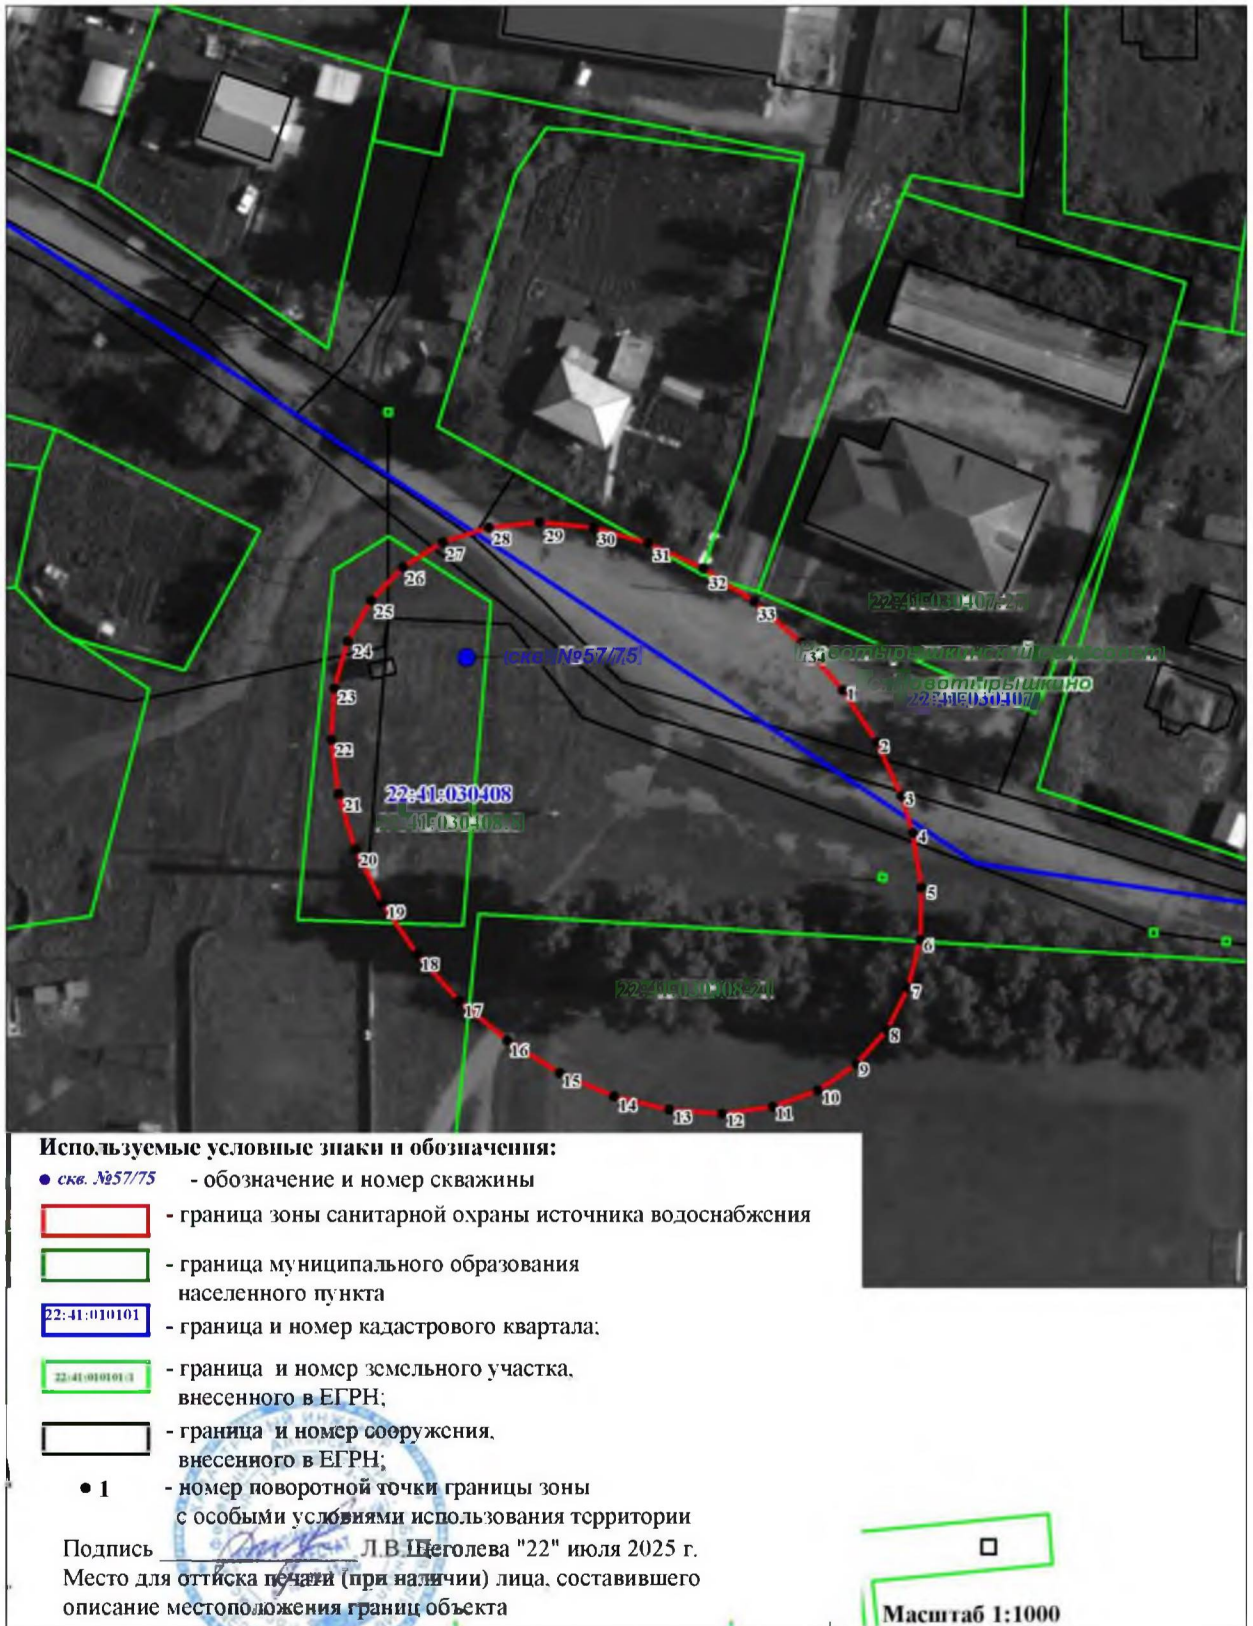 28
29
30
27
31
26
32
25
33
24
34
скв. №57/75
1
23
22:41:030407
2
22
3
22:41:030408
21
4
20
5
19
6
18
7
17
8
16
9
15
10
14
13
12
11
Используемые условные знаки и обозначения:
скв. №57/75 - обозначение и номер скважины
- граница зоны санитарной охраны источника водоснабжения
- граница муниципального образования
населенного пункта
22:41:010101
- граница и номер кадастрового квартала;
22:41:010101:1
- граница и номер земельного участка,
внесенного в ЕГРН;
- граница и номер сооружения,
внесенного в ЕГРН;
1 - номер поворотной точки границы зоны
с особыми условиями использования территории
Подпись Л.В.Щеголева "22" июля 2025 г.
Место для оттиска печати (при наличии) лица, составившего
описание местоположения границ объекта
Масштаб 1:1000